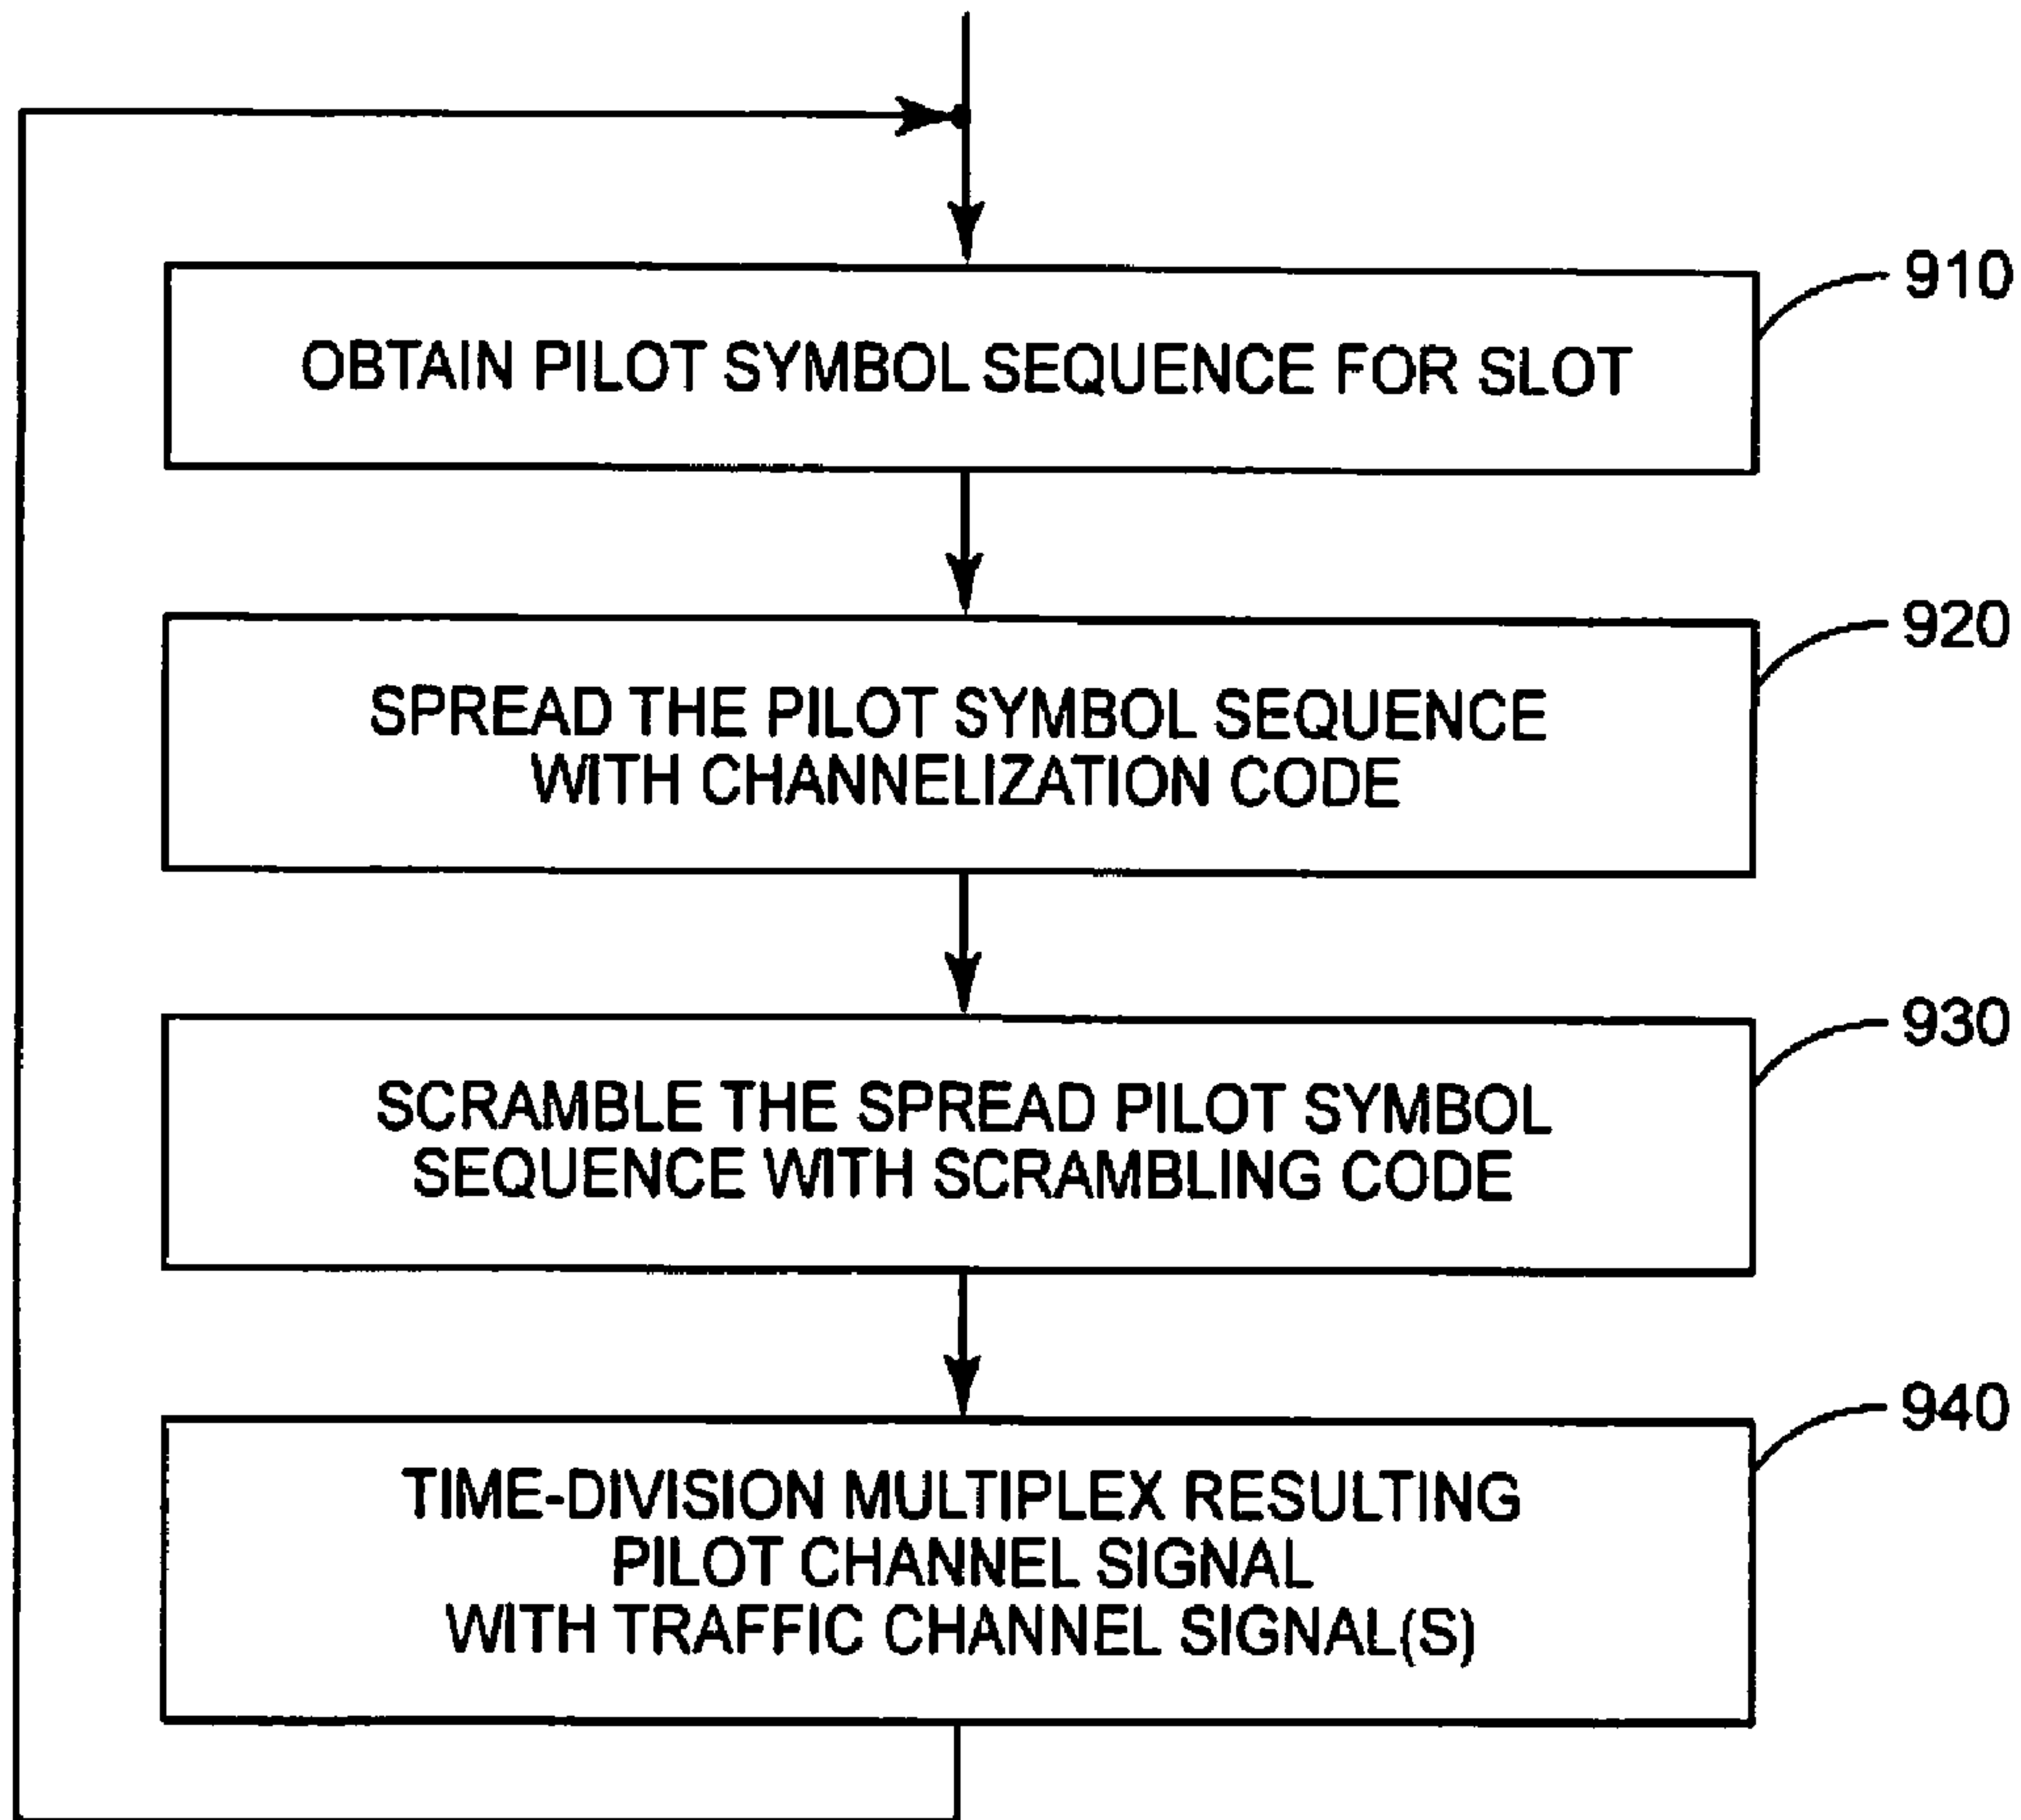 910
OBTAIN PILOT SYMBOL SEQUENCE FOR SLOT
920
SPREAD THE PILOT SYMBOL SEQUENCE
WITH CHANNELIZATION CODE
930
SCRAMBLE THE SPREAD PILOT SYMBOL
SEQUENCE WITH SCRAMBLING CODE
940
TIME-DIVISION MULTIPLEX RESULTING
PILOT CHANNEL SIGNAL
WITH TRAFFIC CHANNEL SIGNAL(S)